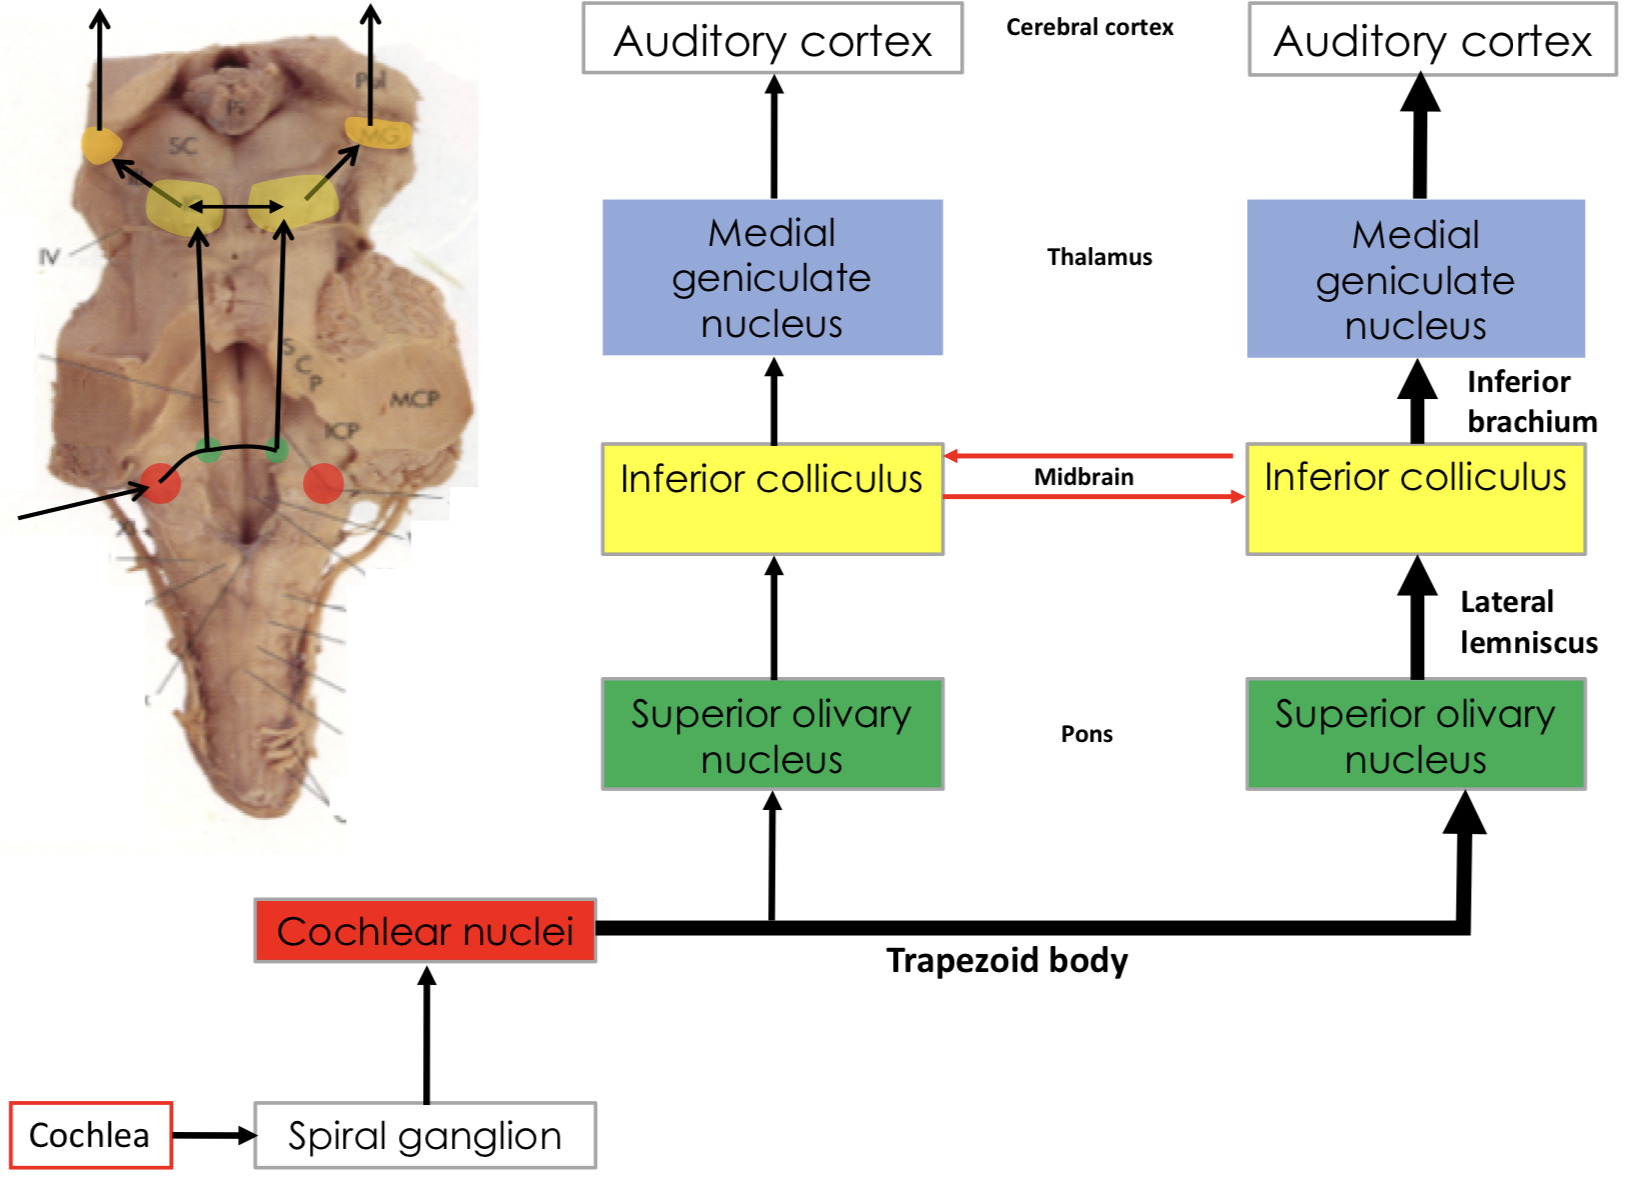 Auditory cortex
Cerebral cortex
Auditory cortex
Pul
PS
MG
SC
Medial
geniculate
nucleus
Thalamus
Medial
geniculate
nucleus
IV
S
C
P
MCP
ICP
Inferior
brachium
Inferior colliculus
Midbrain
Inferior colliculus
XI
Lateral
lemniscus
Superior olivary
nucleus
Pons
Superior olivary
nucleus
Cochlear nuclei
Trapezoid body
Cochlea
Spiral ganglion